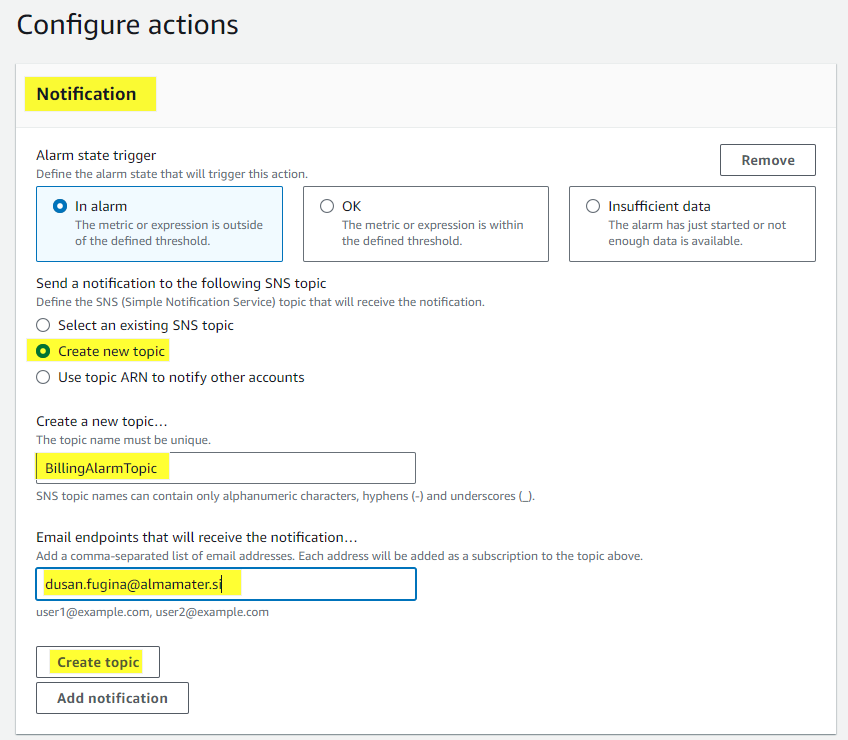 Configure actions
Notification
Alarm state trigger
Define the alarm state that will trigger this action.
Remove
In alarm
The metric or expression is outside
of the defined threshold.
OK
The metric or expression is within
the defined threshold.
Insufficient data
The alarm has just started or not
enough data is available.
Send a notification to the following SNS topic
Define the SNS (Simple Notification Service) topic that will receive the notification.
Select an existing SNS topic
Create new topic
Use topic ARN to notify other accounts
Create a new topic…
The topic name must be unique.
BillingAlarmTopic
SNS topic names can contain only alphanumeric characters, hyphens (-) and underscores (_).
Email endpoints that will receive the notification…
Add a comma-separated list of email addresses. Each address will be added as a subscription to the topic above.
dusan.fugina@almamater.si
user1@example.com, user2@example.com
Create topic
Add notification